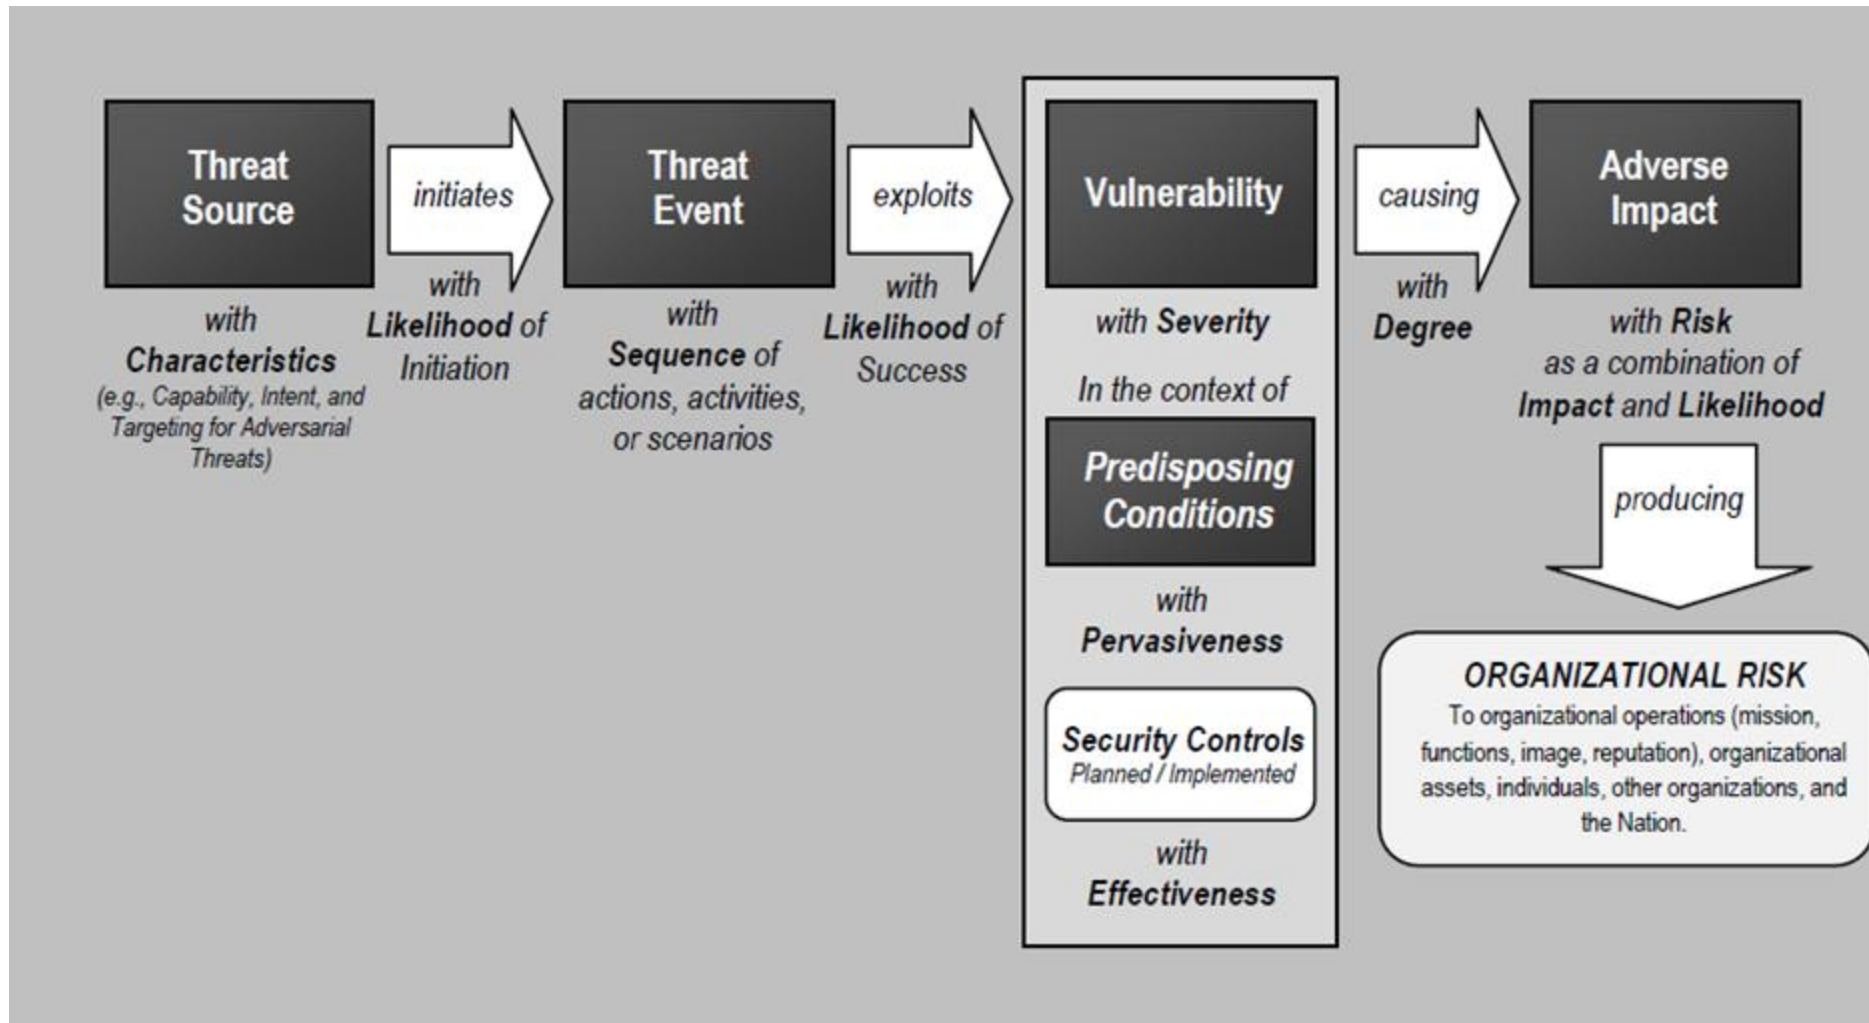 Threat
Source
with
Characteristics
(e.g., Capability, Intent, and
Targeting for Adversarial
Threats)
initiates
with
Likelihood of
Initiation
Threat
Event
with
Sequence of
actions, activities,
or scenarios
exploits
with
Likelihood of
Success
Vulnerability
with Severity
In the context of
Predisposing
Conditions
with
Pervasiveness
Security Controls
Planned / Implemented
with
Effectiveness
causing
with
Degree
Adverse
Impact
with Risk
as a combination of
Impact and Likelihood
producing
ORGANIZATIONAL RISK
To organizational operations (mission,
functions, image, reputation), organizational
assets, individuals, other organizations, and
the Nation.